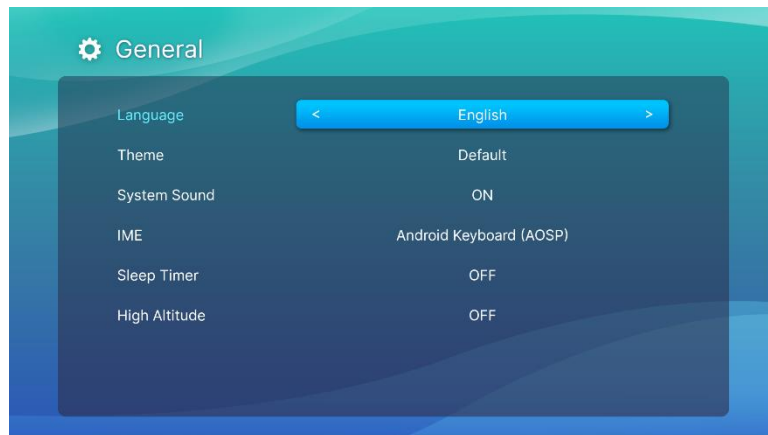 General
Language < English >
Theme Default
System Sound ON
IME Android Keyboard (AOSP)
Sleep Timer OFF
High Altitude OFF